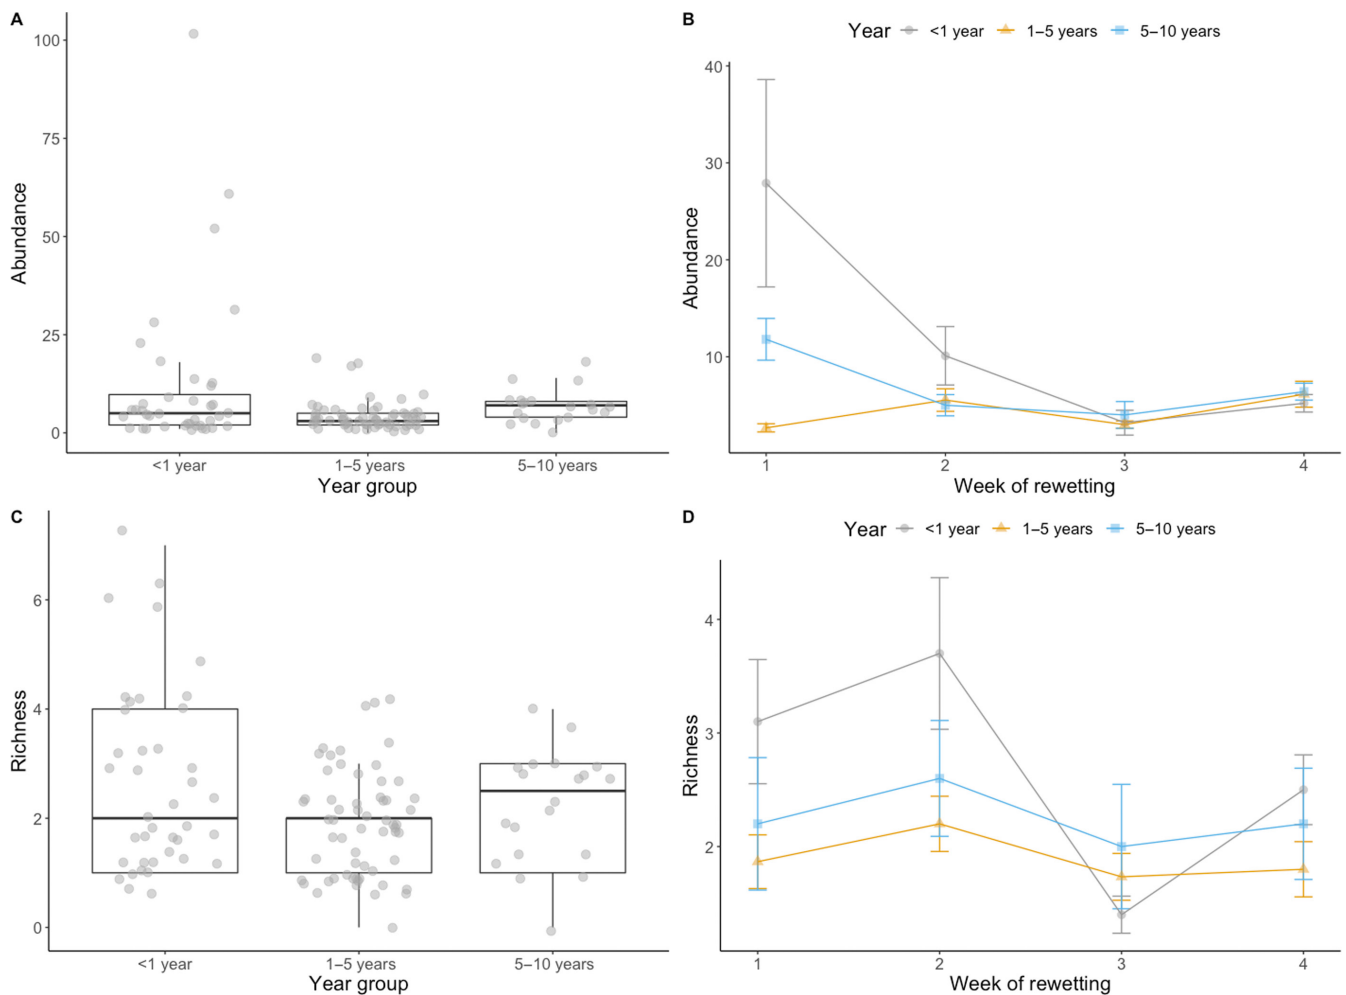 A
Abundance
100
75
50
25
0
<1 year
1–5 years
5–10 years
Year group
B
Year <1 year 1–5 years 5–10 years
Abundance
40
30
20
10
1 2 3 4
Week of rewetting
C
Richness
6
4
2
0
<1 year
1–5 years
5–10 years
Year group
D
Year <1 year 1–5 years 5–10 years
Richness
4
3
2
1 2 3 4
Week of rewetting